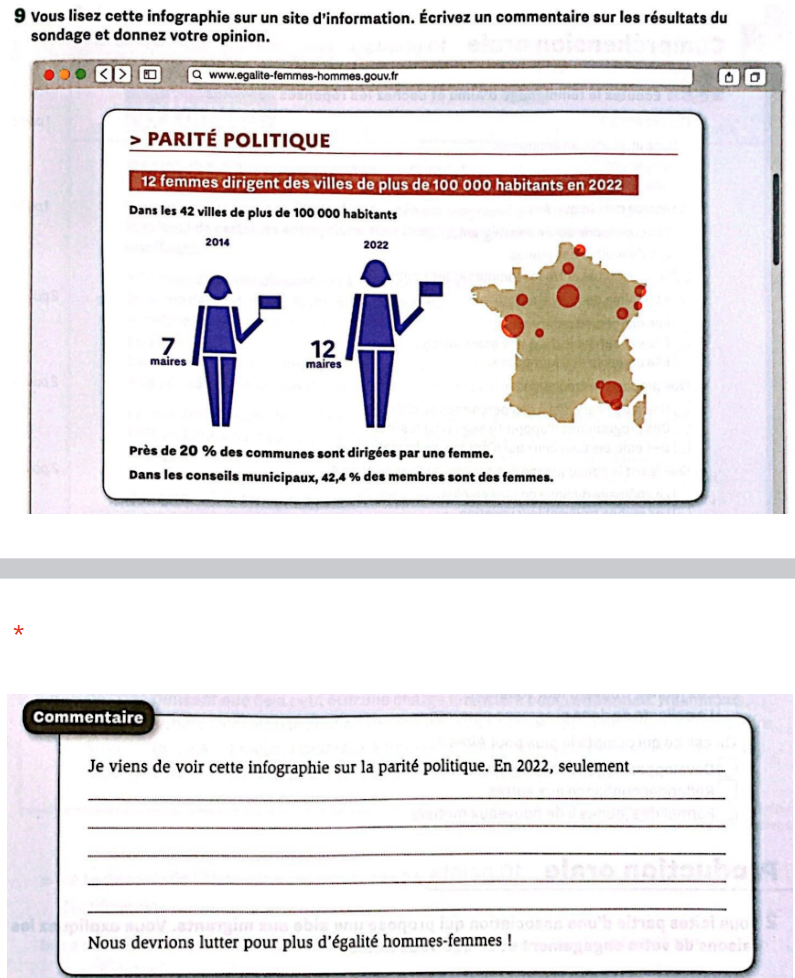 9 Vous lisez cette infographie sur un site d'information. Écrivez un commentaire sur les résultats du
sondage et donnez votre opinion.
www.egalite-femmes-hommes.gouv.fr
> PARITÉ POLITIQUE
12 femmes dirigent des villes de plus de 100 000 habitants en 2022
Dans les 42 villes de plus de 100 000 habitants
2014
2022
7
maires
12
maires
Près de 20 % des communes sont dirigées par une femme.
Dans les conseils municipaux, 42,4 % des membres sont des femmes.
*
Commentaire
Je viens de voir cette infographie sur la parité politique. En 2022, seulement
Nous devrions lutter pour plus d'égalité hommes-femmes !